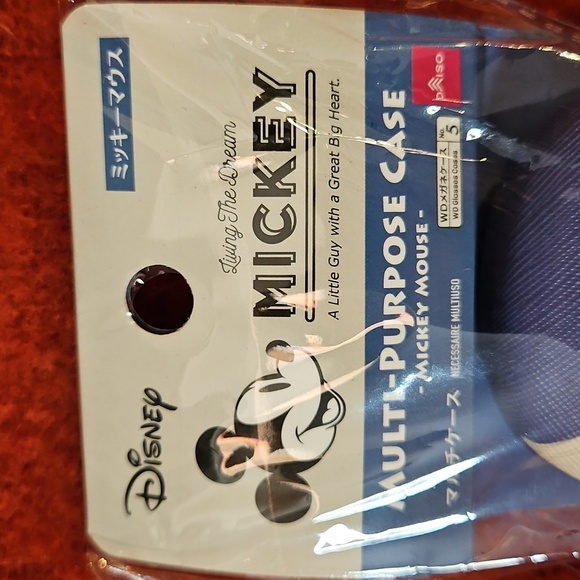 DISNEY
ミッキーマウス
Living The Dream
MICKEY
A Little Guy with a Great Big Heart.
MULTI-PURPOSE CASE
- MICKEY MOUSE -
マルチケース NECESSAIRE MULTIUSO
DAISO
WDメガネケース No.
WD Glasses Cases 5